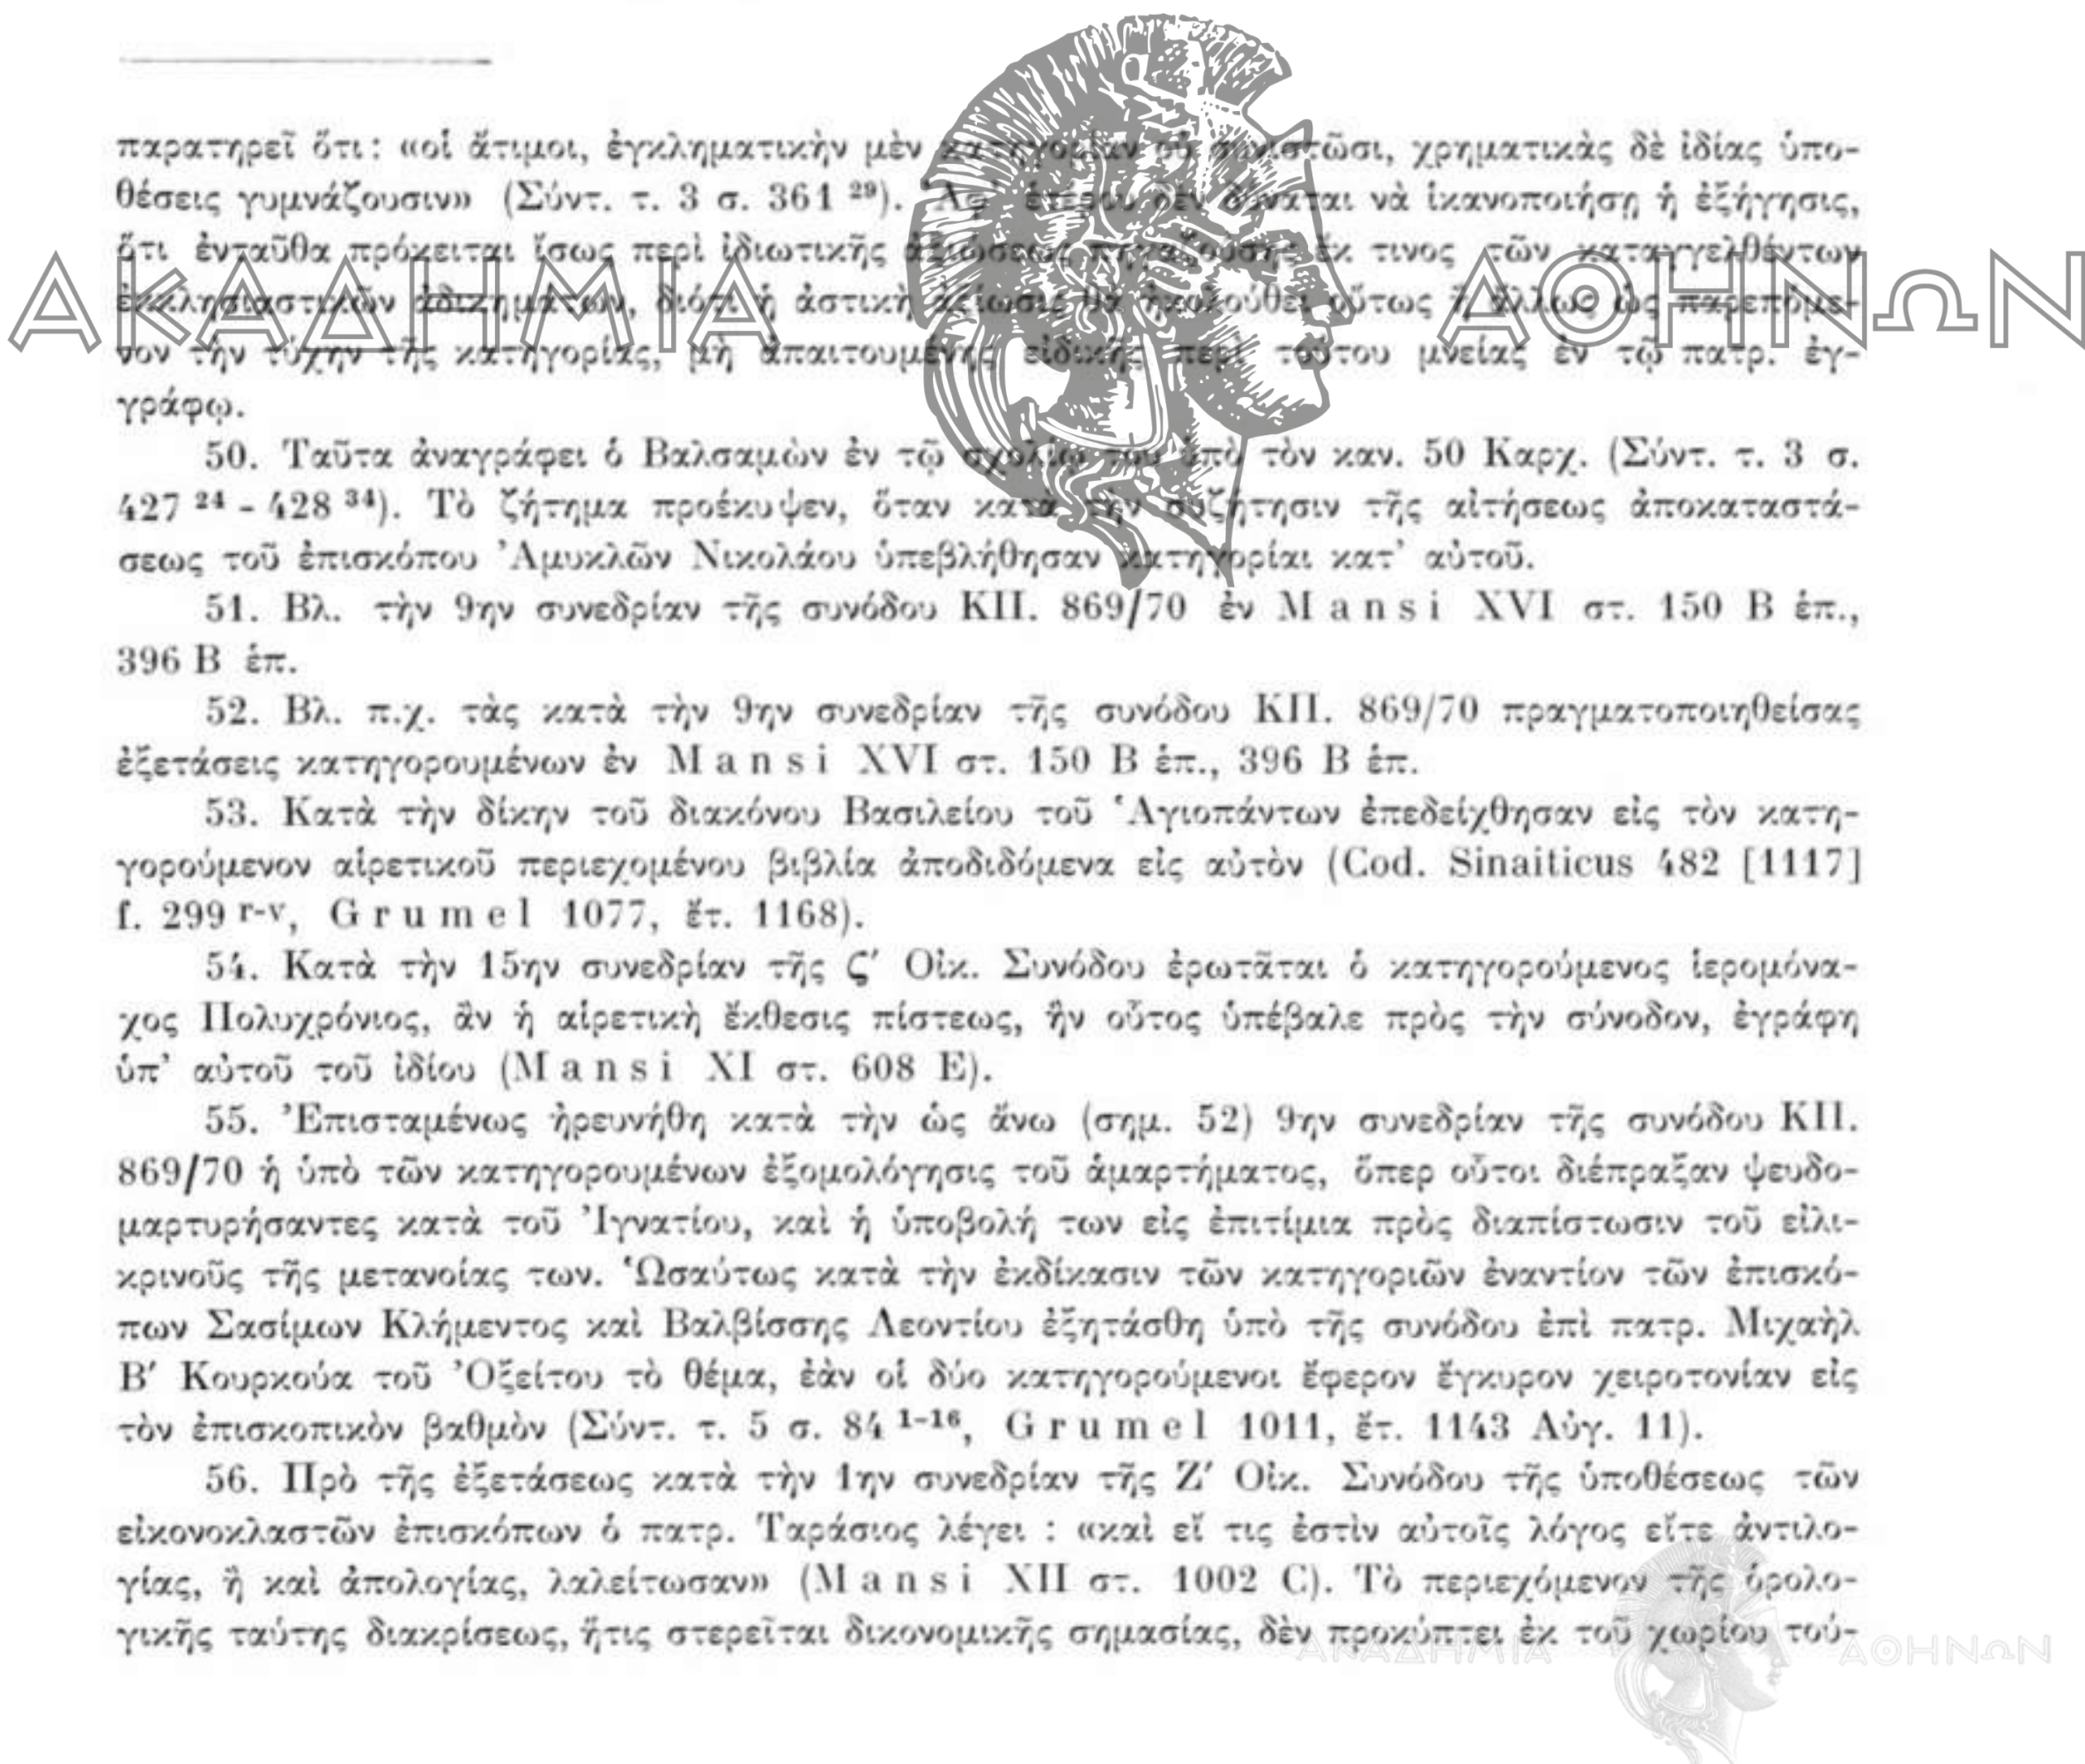 παρατηρεῖ ὅτι: «οἱ ἄτιμοι, ἐγκληματικὴν μὲν κατηγορίαν οὐ συνιστῶσι, χρηματικὰς δὲ ἰδίας ὑπο-
θέσεις γυμνάζουσιν» (Σύντ. τ. 3 σ. 361 ²⁹). Ἀφ' ἑτέρου δὲν δύναται νὰ ἱκανοποιήσῃ ἡ ἐξήγησις,
ὅτι ἐνταῦθα πρόκειται ἴσως περὶ ἰδιωτικῆς ἀξιώσεως πηγαζούσης ἔκ τινος τῶν καταγγελθέντων
ἐκκλησιαστικῶν ἀδικημάτων, διότι ἡ ἀστικὴ ἀξίωσις θὰ ἠκολούθει οὕτως ἢ ἄλλως ὡς παρεπόμε-
νον τὴν τύχην τῆς κατηγορίας, μὴ ἀπαιτουμένης εἰδικῆς περὶ τούτου μνείας ἐν τῷ πατρ. ἐγ-
γράφῳ.
ΑΚΑΔΗΜΙΑ ΑΘΗΝΩΝ
50. Ταῦτα ἀναγράφει ὁ Βαλσαμὼν ἐν τῷ σχολίῳ του ὑπὸ τὸν καν. 50 Καρχ. (Σύντ. τ. 3 σ.
427 ²⁴ - 428 ³⁴). Τὸ ζήτημα προέκυψεν, ὅταν κατὰ τὴν συζήτησιν τῆς αἰτήσεως ἀποκαταστά-
σεως τοῦ ἐπισκόπου Ἀμυκλῶν Νικολάου ὑπεβλήθησαν κατηγορίαι κατ' αὐτοῦ.
51. Βλ. τὴν 9ην συνεδρίαν τῆς συνόδου ΚΠ. 869/70 ἐν Mansi XVI στ. 150 B ἑπ.,
396 B ἑπ.
52. Βλ. π.χ. τὰς κατὰ τὴν 9ην συνεδρίαν τῆς συνόδου ΚΠ. 869/70 πραγματοποιηθείσας
ἐξετάσεις κατηγορουμένων ἐν Mansi XVI στ. 150 B ἑπ., 396 B ἑπ.
53. Κατὰ τὴν δίκην τοῦ διακόνου Βασιλείου τοῦ Ἁγιοπάντων ἐπεδείχθησαν εἰς τὸν κατη-
γορούμενον αἱρετικοῦ περιεχομένου βιβλία ἀποδιδόμενα εἰς αὐτὸν (Cod. Sinaiticus 482 [1117]
f. 299 r-v, Grumel 1077, ἔτ. 1168).
54. Κατὰ τὴν 15ην συνεδρίαν τῆς ϛ′ Οἰκ. Συνόδου ἐρωτᾶται ὁ κατηγορούμενος ἱερομόνα-
χος Πολυχρόνιος, ἂν ἡ αἱρετικὴ ἔκθεσις πίστεως, ἣν οὗτος ὑπέβαλε πρὸς τὴν σύνοδον, ἐγράφη
ὑπ' αὐτοῦ τοῦ ἰδίου (Mansi XI στ. 608 E).
55. Ἐπισταμένως ἠρευνήθη κατὰ τὴν ὡς ἄνω (σημ. 52) 9ην συνεδρίαν τῆς συνόδου ΚΠ.
869/70 ἡ ὑπὸ τῶν κατηγορουμένων ἐξομολόγησις τοῦ ἁμαρτήματος, ὅπερ οὗτοι διέπραξαν ψευδο-
μαρτυρήσαντες κατὰ τοῦ Ἰγνατίου, καὶ ἡ ὑποβολή των εἰς ἐπιτίμια πρὸς διαπίστωσιν τοῦ εἰλι-
κρινοῦς τῆς μετανοίας των. Ὡσαύτως κατὰ τὴν ἐκδίκασιν τῶν κατηγοριῶν ἐναντίον τῶν ἐπισκό-
πων Σασίμων Κλήμεντος καὶ Βαλβίσσης Λεοντίου ἐξητάσθη ὑπὸ τῆς συνόδου ἐπὶ πατρ. Μιχαὴλ
Β′ Κουρκούα τοῦ Ὀξείτου τὸ θέμα, ἐὰν οἱ δύο κατηγορούμενοι ἔφερον ἔγκυρον χειροτονίαν εἰς
τὸν ἐπισκοπικὸν βαθμὸν (Σύντ. τ. 5 σ. 84 ¹⁻¹⁶, Grumel 1011, ἔτ. 1143 Αὐγ. 11).
56. Πρὸ τῆς ἐξετάσεως κατὰ τὴν 1ην συνεδρίαν τῆς Ζ′ Οἰκ. Συνόδου τῆς ὑποθέσεως τῶν
εἰκονοκλαστῶν ἐπισκόπων ὁ πατρ. Ταράσιος λέγει : «καὶ εἴ τις ἐστὶν αὐτοῖς λόγος εἴτε ἀντιλο-
γίας, ἢ καὶ ἀπολογίας, λαλείτωσαν» (Mansi XII στ. 1002 C). Τὸ περιεχόμενον τῆς ὁρολο-
γικῆς ταύτης διακρίσεως, ἥτις στερεῖται δικονομικῆς σημασίας, δὲν προκύπτει ἐκ τοῦ χωρίου τού-
ΑΚΑΔΗΜΙΑ ΑΘΗΝΩΝ